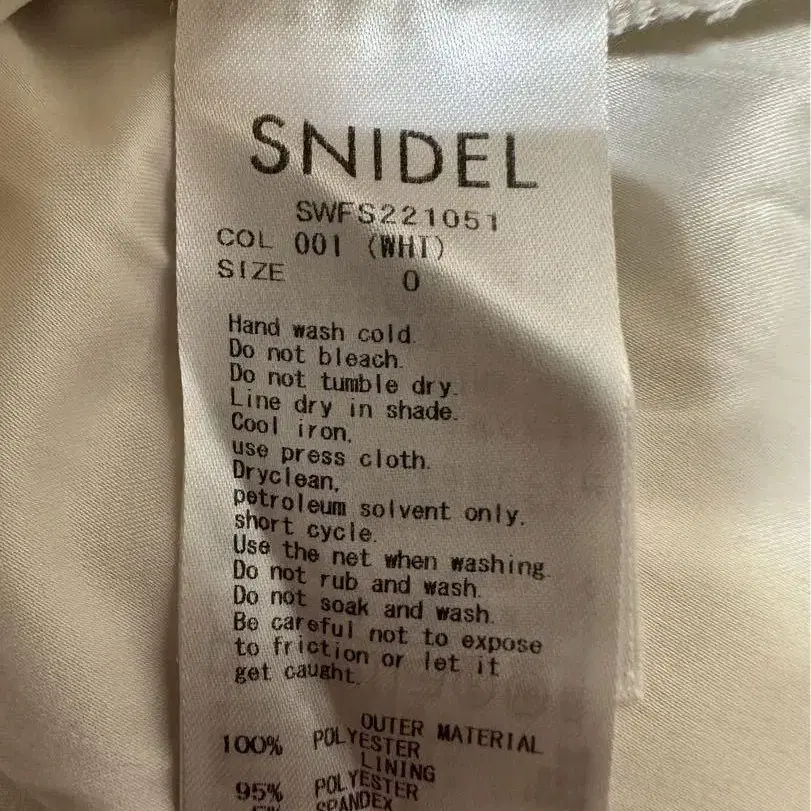 SNIDEL
SWFS221051
COL 001 (WHT)
SIZE 0
Hand wash cold.
Do not bleach.
Do not tumble dry.
Line dry in shade.
Cool iron,
use press cloth.
Dryclean,
petroleum solvent only.
short cycle.
Use the net when washing.
Do not rub and wash.
Do not soak and wash.
Be careful not to expose
to friction or let it
get caught.
OUTER MATERIAL
100% POLYESTER
LINING
95% POLYESTER
5% SPANDEX